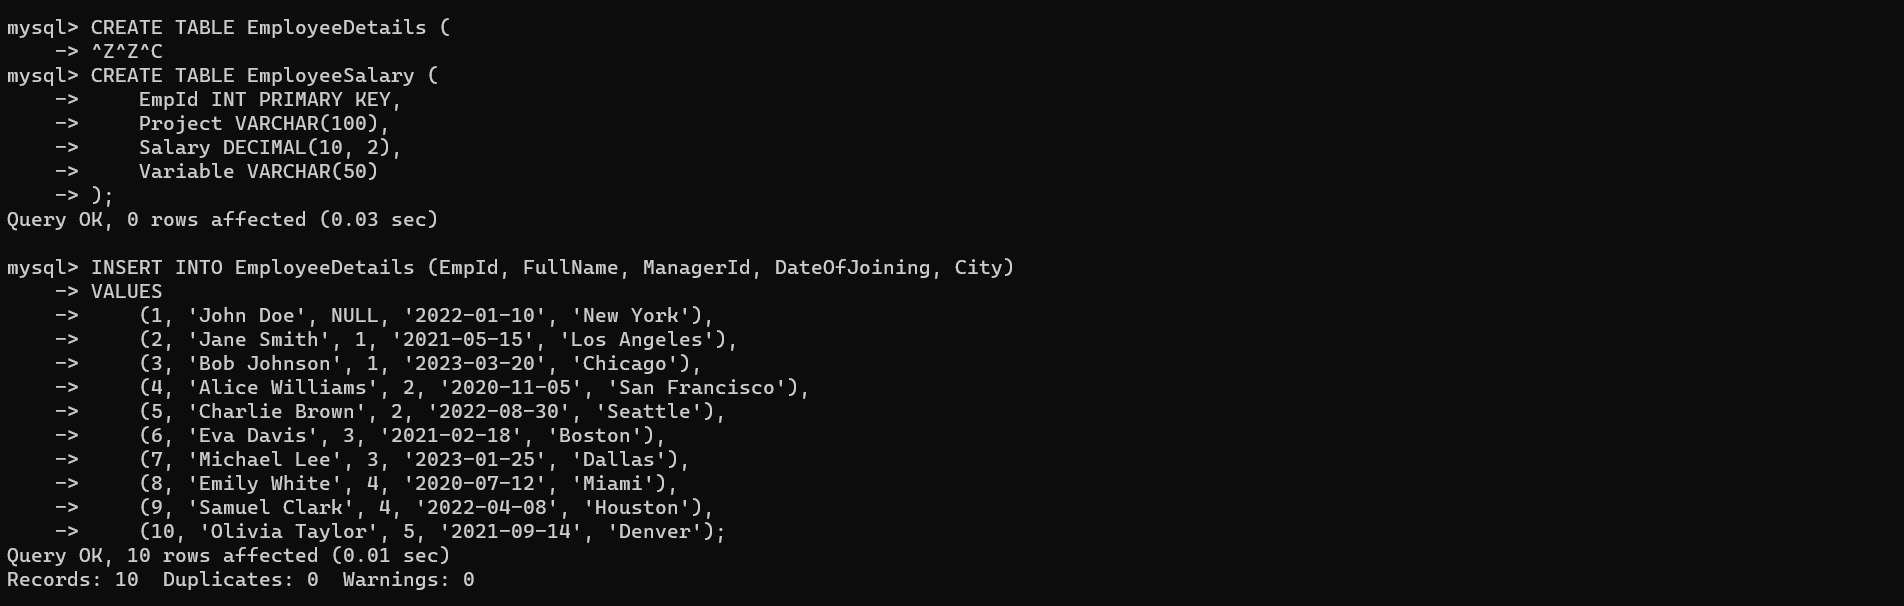 mysql> CREATE TABLE EmployeeDetails (
    -> ^Z^Z^C
mysql> CREATE TABLE EmployeeSalary (
    ->     EmpId INT PRIMARY KEY,
    ->     Project VARCHAR(100),
    ->     Salary DECIMAL(10, 2),
    ->     Variable VARCHAR(50)
    -> );
Query OK, 0 rows affected (0.03 sec)

mysql> INSERT INTO EmployeeDetails (EmpId, FullName, ManagerId, DateOfJoining, City)
    -> VALUES
    ->     (1, 'John Doe', NULL, '2022-01-10', 'New York'),
    ->     (2, 'Jane Smith', 1, '2021-05-15', 'Los Angeles'),
    ->     (3, 'Bob Johnson', 1, '2023-03-20', 'Chicago'),
    ->     (4, 'Alice Williams', 2, '2020-11-05', 'San Francisco'),
    ->     (5, 'Charlie Brown', 2, '2022-08-30', 'Seattle'),
    ->     (6, 'Eva Davis', 3, '2021-02-18', 'Boston'),
    ->     (7, 'Michael Lee', 3, '2023-01-25', 'Dallas'),
    ->     (8, 'Emily White', 4, '2020-07-12', 'Miami'),
    ->     (9, 'Samuel Clark', 4, '2022-04-08', 'Houston'),
    ->     (10, 'Olivia Taylor', 5, '2021-09-14', 'Denver');
Query OK, 10 rows affected (0.01 sec)
Records: 10  Duplicates: 0  Warnings: 0